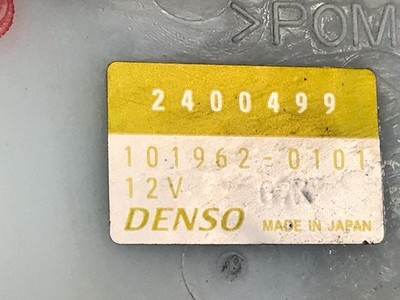 >POM
2400499
101962-0101
12V
DENSO MADE IN JAPAN